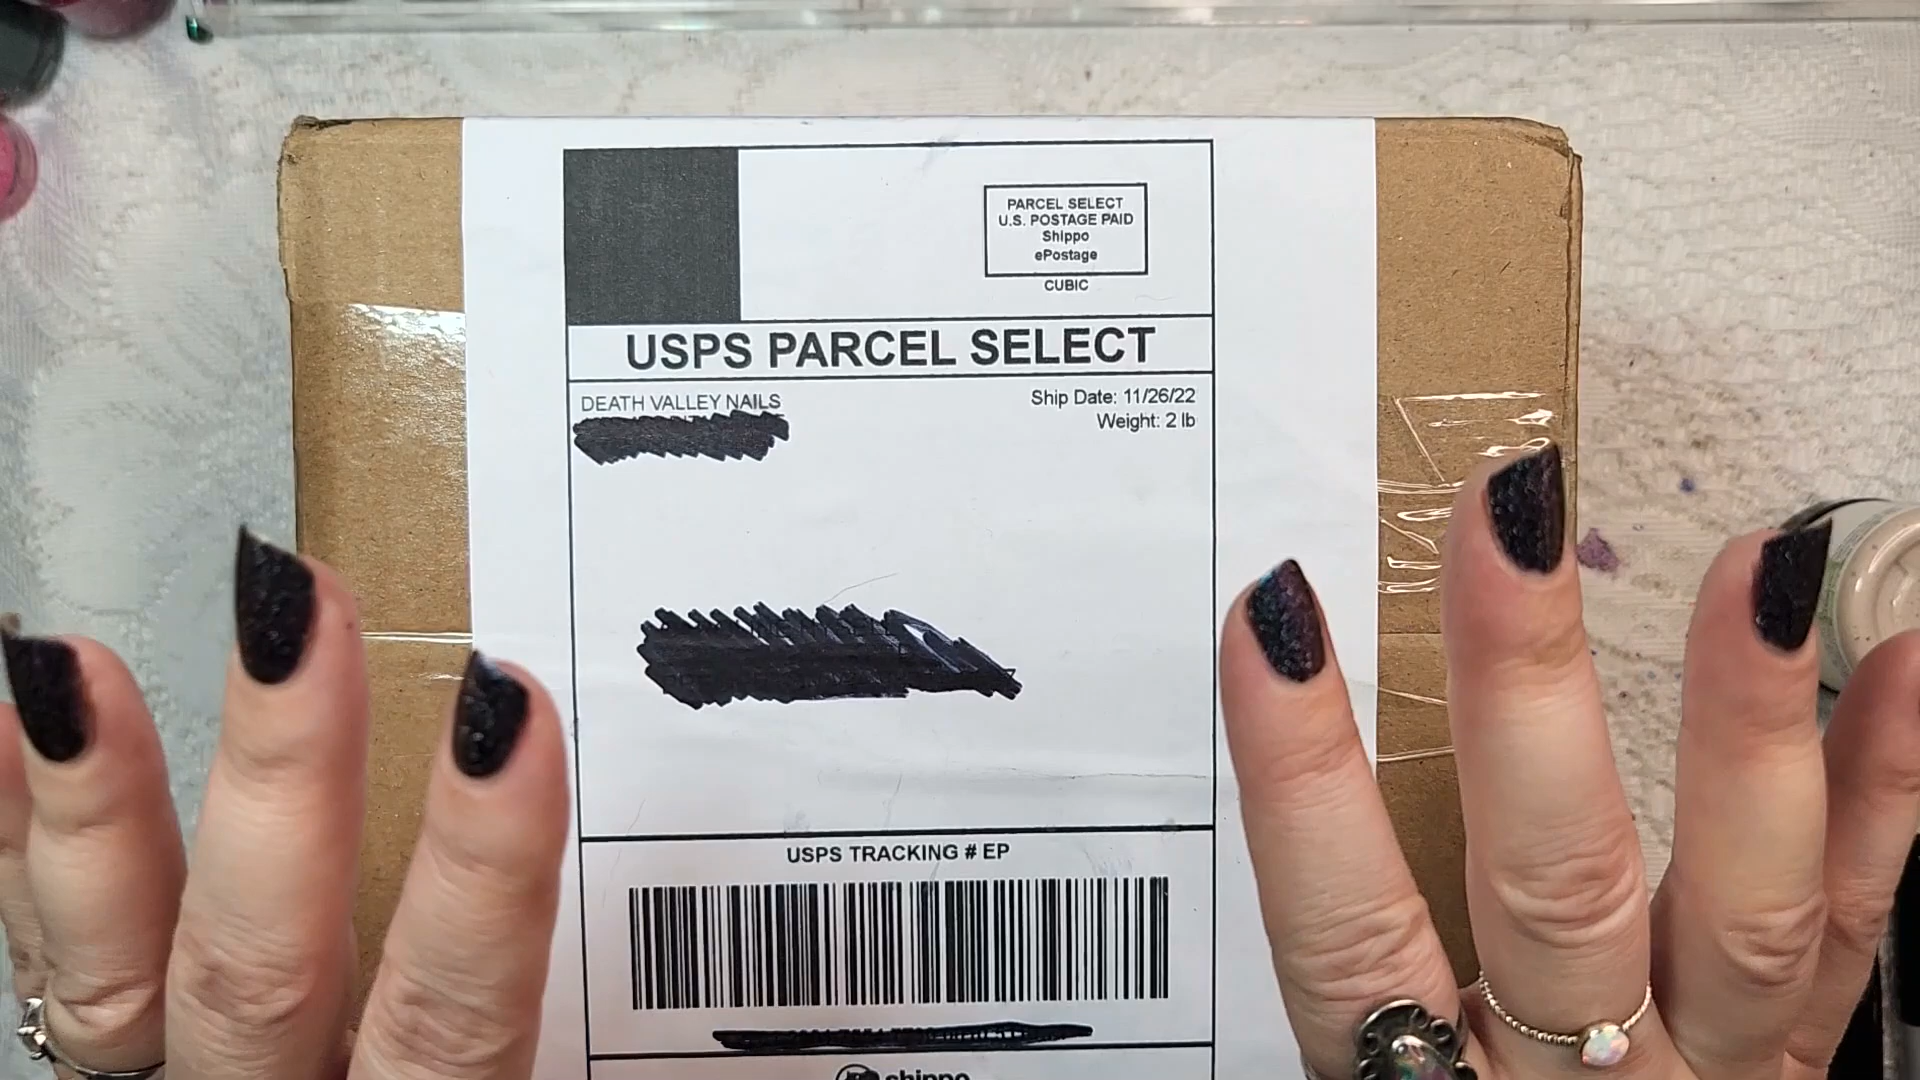 PARCEL SELECT
U.S. POSTAGE PAID
Shippo
ePostage
CUBIC
USPS PARCEL SELECT
DEATH VALLEY NAILS
Ship Date: 11/26/22
Weight: 2 lb
USPS TRACKING # EP
shippo